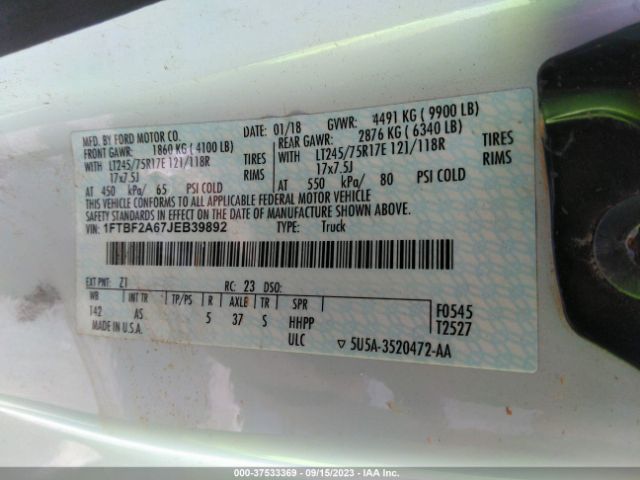 MFD. BY FORD MOTOR CO.
DATE: 01/18 GVWR: 4491 KG ( 9900 LB)
FRONT GAWR: 1860 KG ( 4100 LB)
REAR GAWR: 2876 KG ( 6340 LB)
WITH LT245/75R17E 121/118R TIRES
WITH LT245/75R17E 121/118R TIRES
17x7.5J RIMS
17x7.5J RIMS
AT 450 kPa/ 65 PSI COLD
AT 550 kPa/ 80 PSI COLD
THIS VEHICLE CONFORMS TO ALL APPLICABLE FEDERAL MOTOR VEHICLE
SAFETY STANDARDS IN EFFECT ON THE DATE OF MANUFACTURE SHOWN ABOVE.
VIN: 1FTBF2A67JEB39892 TYPE: Truck
EXT PNT: Z1 RC: 23 DSO:
WB INT TR TP/PS R AXLE TR SPR F0545
T42 AS 5 37 S HHPP T2527
MADE IN U.S.A. ULC ▽ 5U5A-3520472-AA
000-37533369 - 09/15/2023 - IAA Inc.